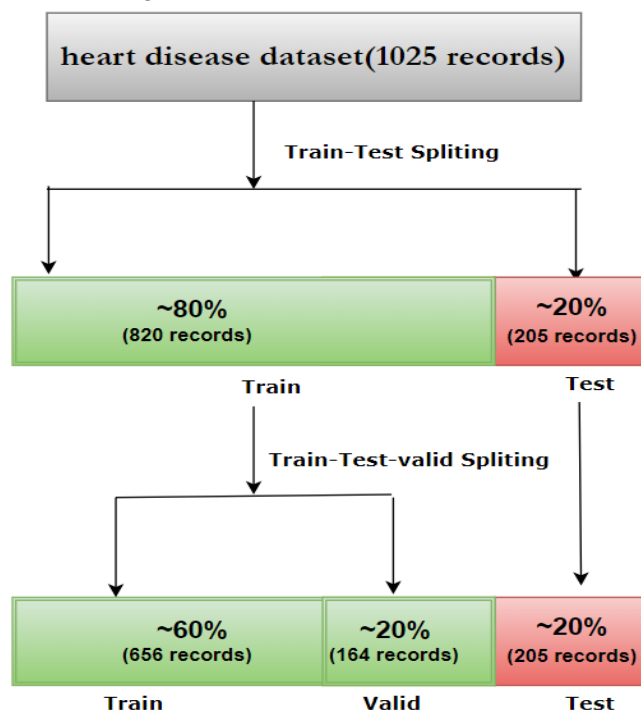 heart disease dataset(1025 records)
Train-Test Spliting
~80%
(820 records)
~20%
(205 records)
Train
Test
Train-Test-valid Spliting
~60%
(656 records)
~20%
(164 records)
~20%
(205 records)
Train
Valid
Test